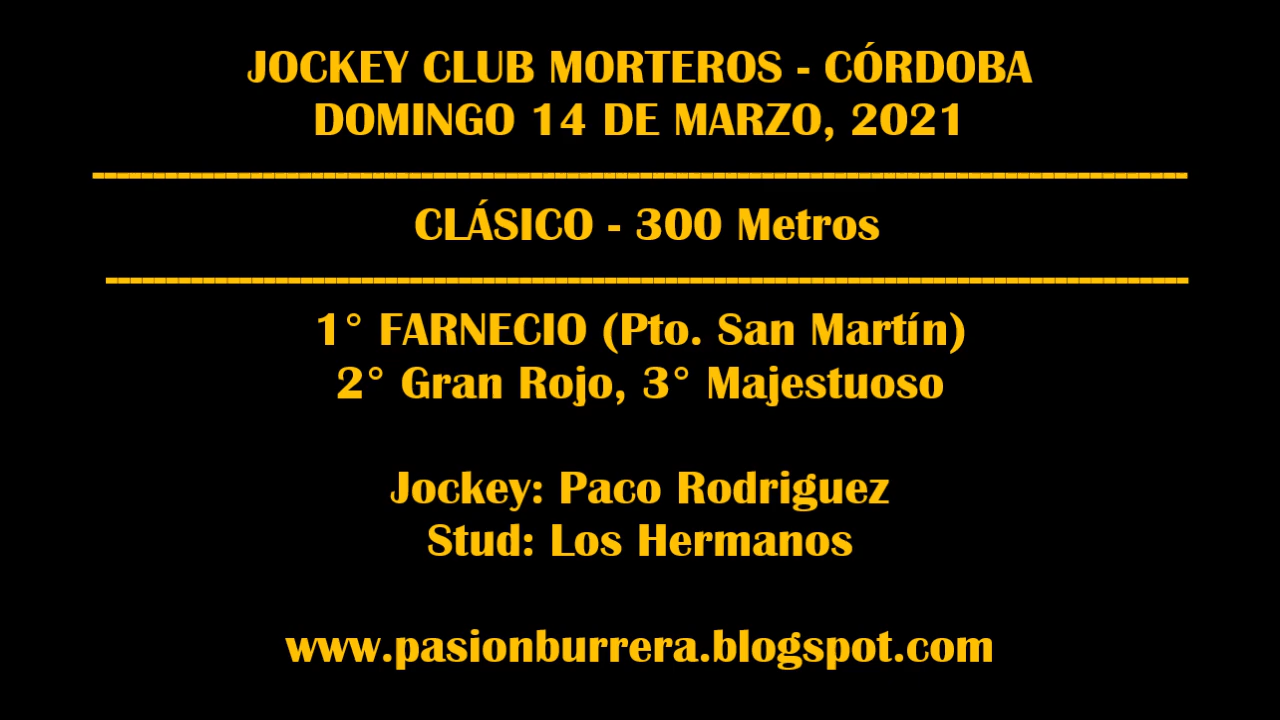 JOCKEY CLUB MORTEROS - CÓRDOBA
DOMINGO 14 DE MARZO, 2021
CLÁSICO - 300 Metros
1° FARNECIO (Pto. San Martín)
2° Gran Rojo, 3° Majestuoso
Jockey: Paco Rodriguez
Stud: Los Hermanos
www.pasionburrera.blogspot.com